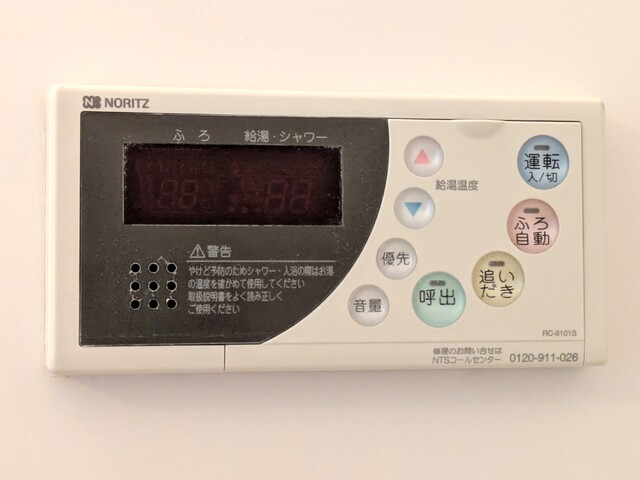 NORITZ
ふろ 給湯・シャワー
給湯温度
運転
入/切
ふろ
自動
優先
追い
だき
音量
呼出
警告
やけど予防のためシャワー・入浴の際はお湯
の温度を確かめて使用してください
取扱説明書をよく読み正しく
ご使用ください
RC-8101S
修理のお問い合せは
NTSコールセンター 0120-911-026